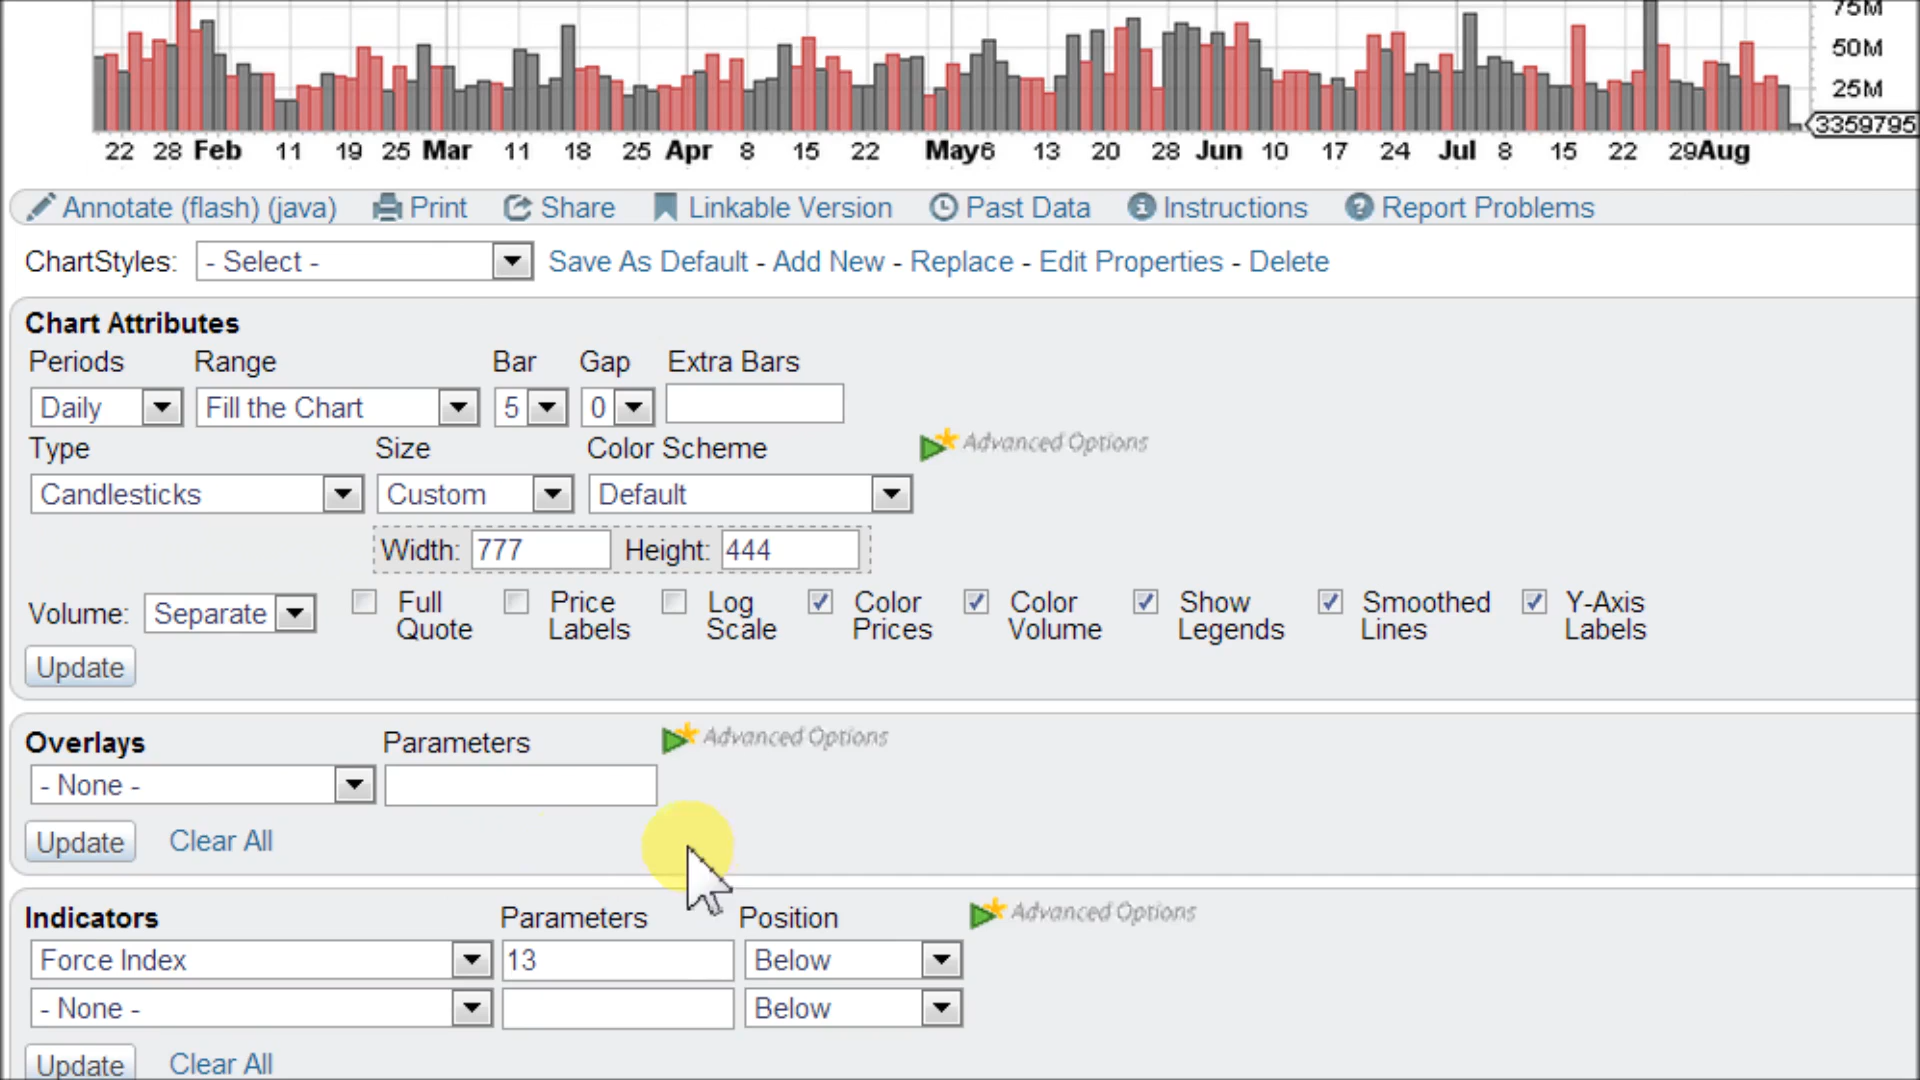 75M
50M
25M
3359795
22 28 Feb 11 19 25 Mar 11 18 25 Apr 8 15 22 May6 13 20 28 Jun 10 17 24 Jul 8 15 22 29Aug
Annotate (flash) (java) Print Share Linkable Version Past Data Instructions Report Problems
ChartStyles: - Select - Save As Default - Add New - Replace - Edit Properties - Delete
Chart Attributes
Periods Range Bar Gap Extra Bars
Daily Fill the Chart 5 0
Type Size Color Scheme Advanced Options
Candlesticks Custom Default
Width: 777 Height: 444
Volume: Separate Full Quote Price Labels Log Scale Color Prices Color Volume Show Legends Smoothed Lines Y-Axis Labels
Update
Overlays Parameters Advanced Options
- None -
Update Clear All
Indicators Parameters Position Advanced Options
Force Index 13 Below
- None - Below
Update Clear All